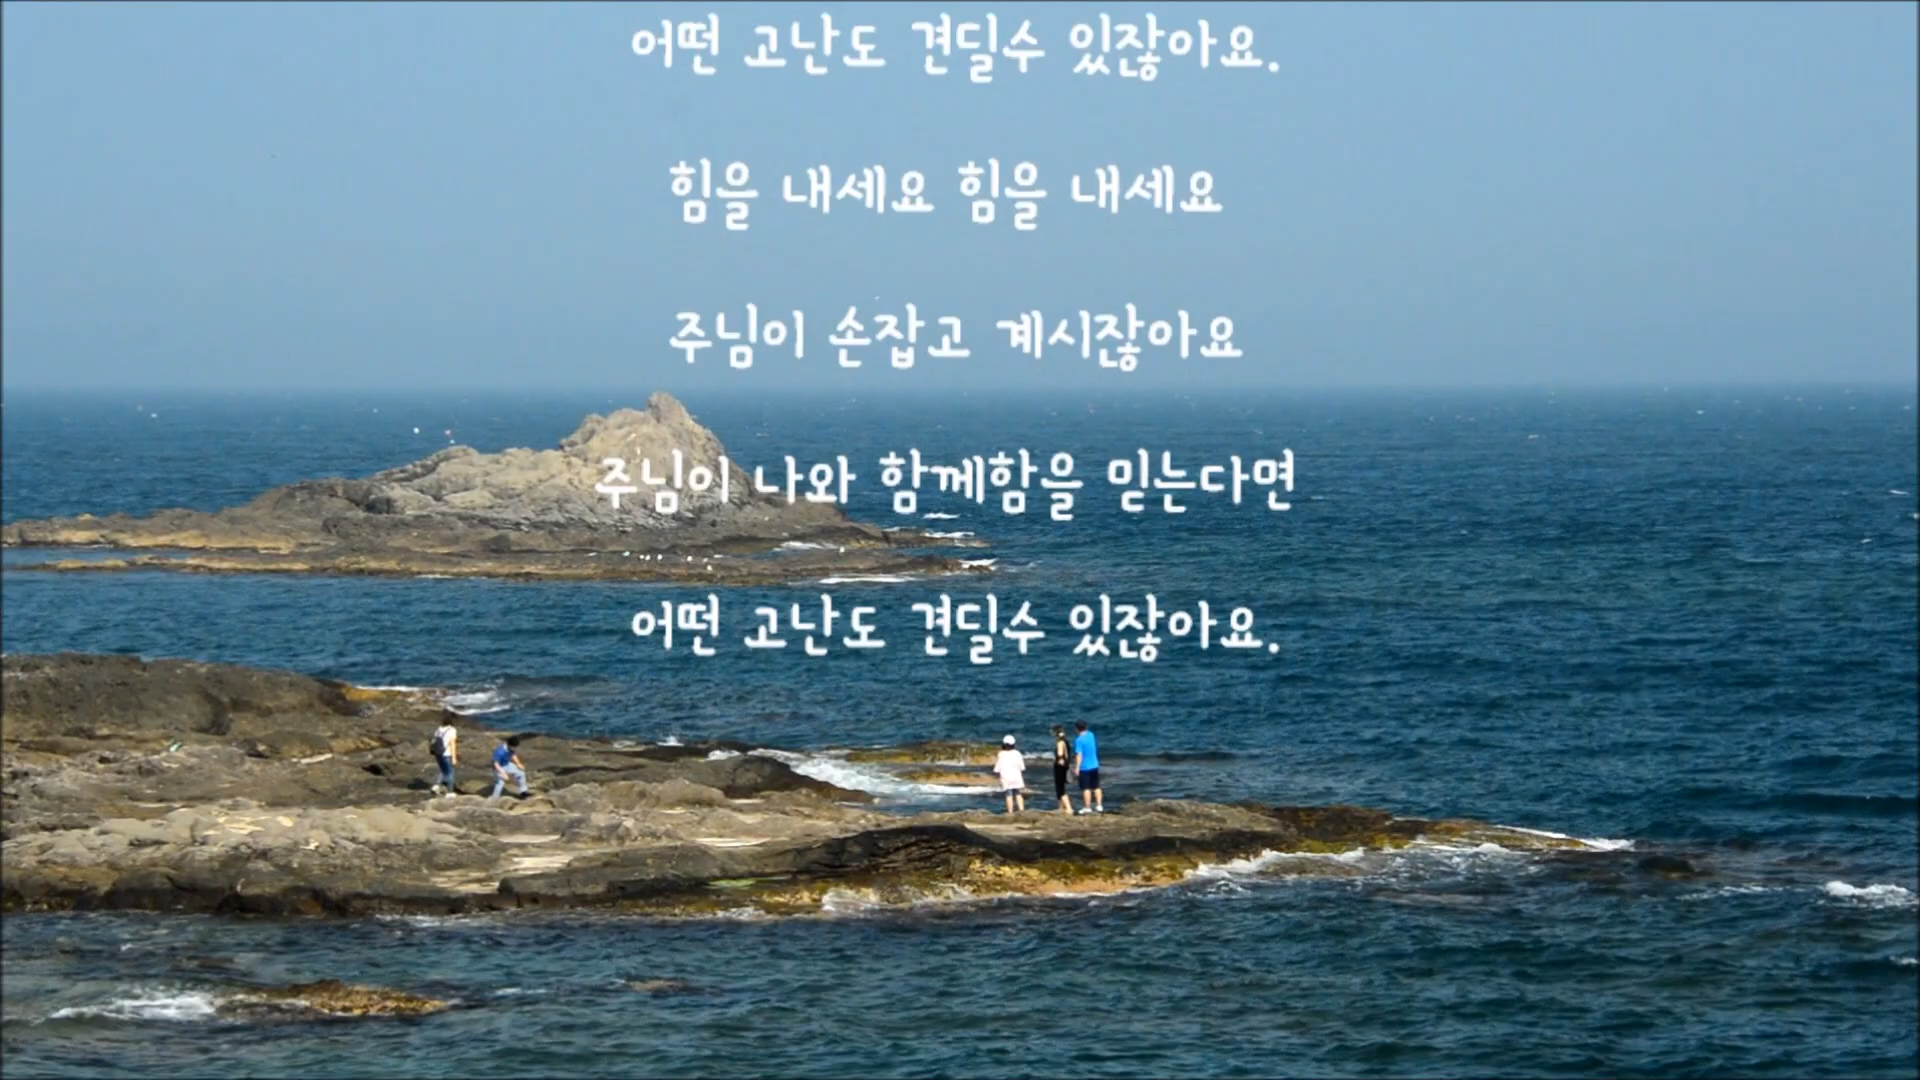 어떤 고난도 견딜수 있잖아요.
힘을 내세요 힘을 내세요
주님이 손잡고 계시잖아요
주님이 나와 함께함을 믿는다면
어떤 고난도 견딜수 있잖아요.